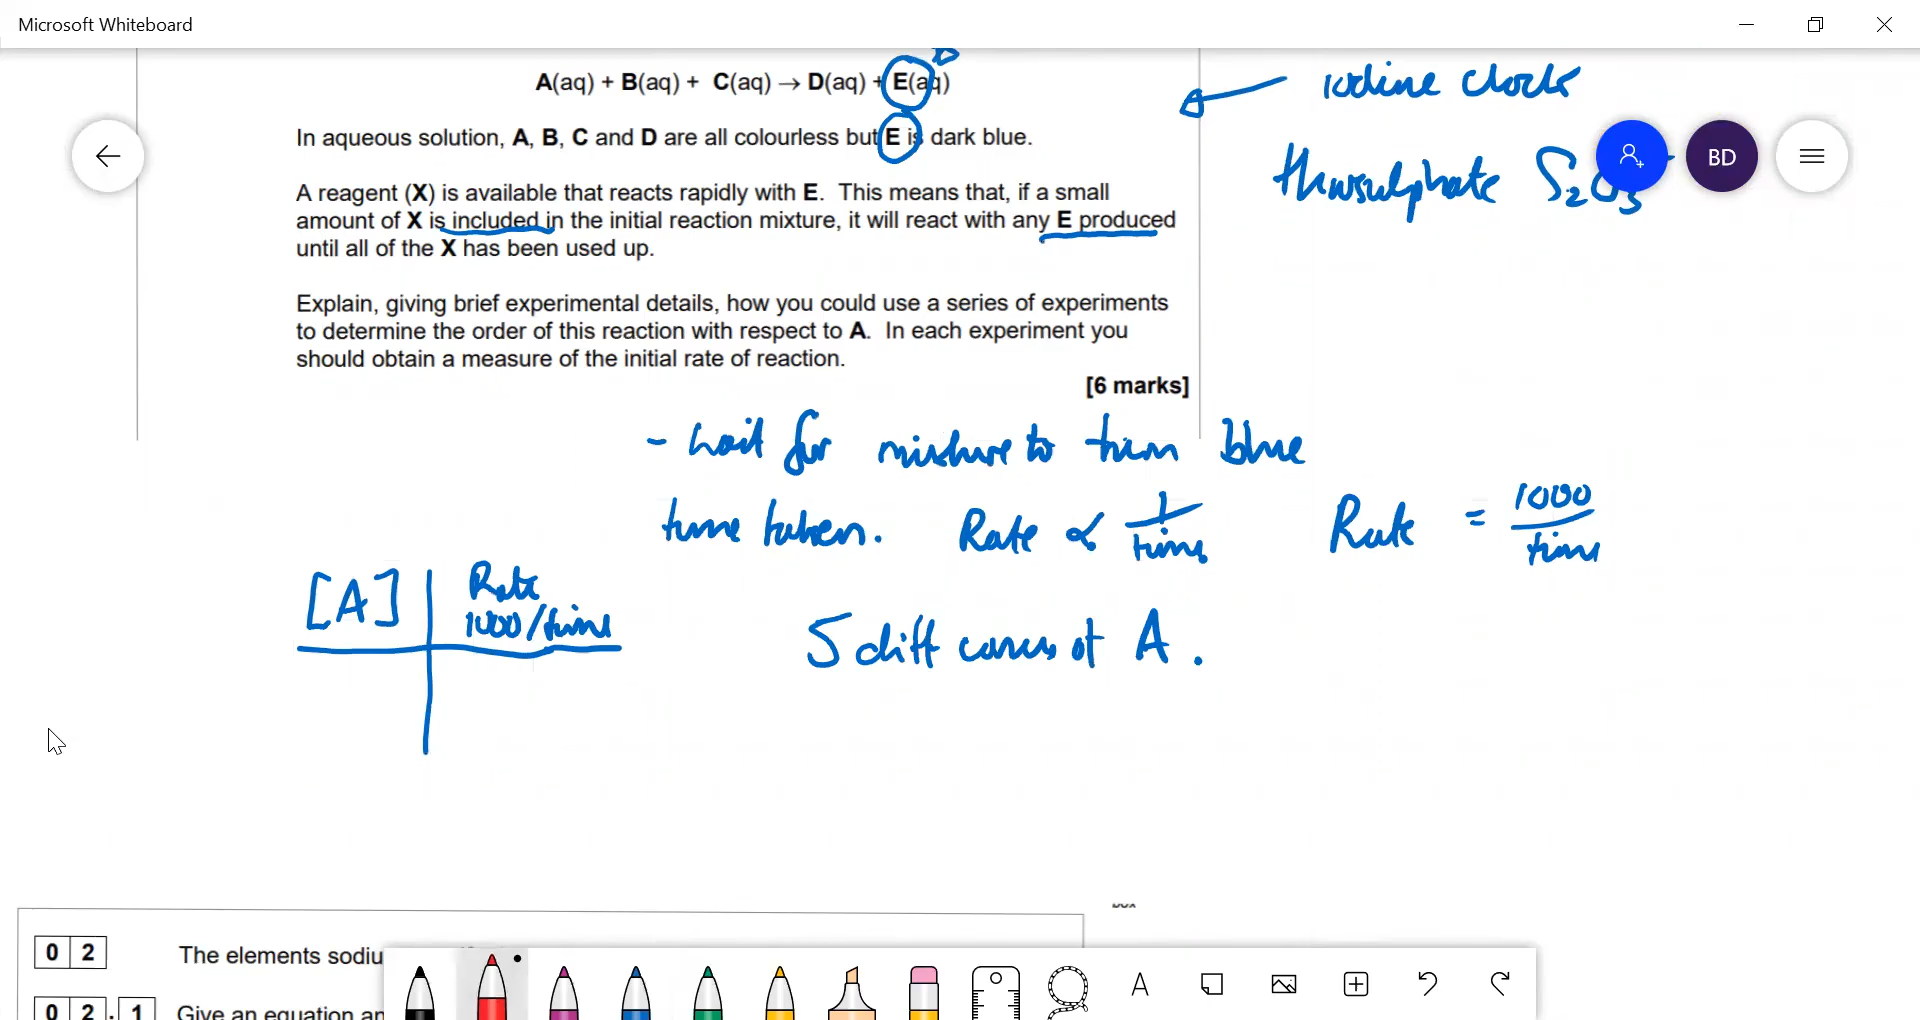 Microsoft Whiteboard
A(aq) + B(aq) + C(aq) → D(aq) + E(aq)
iodine clock
In aqueous solution, A, B, C and D are all colourless but E is dark blue.
BD
thiosulphate S₂O₃
A reagent (X) is available that reacts rapidly with E. This means that, if a small
amount of X is included in the initial reaction mixture, it will react with any E produced
until all of the X has been used up.
Explain, giving brief experimental details, how you could use a series of experiments
to determine the order of this reaction with respect to A. In each experiment you
should obtain a measure of the initial rate of reaction.
[6 marks]
- wait for mixture to turn blue
time taken. Rate ∝ 1/time Rate = 1000/time
[A] Rate
1000/time
5 diff concs of A.
box
0 2 The elements sodiu
0 2 . 1 Give an equation an
A